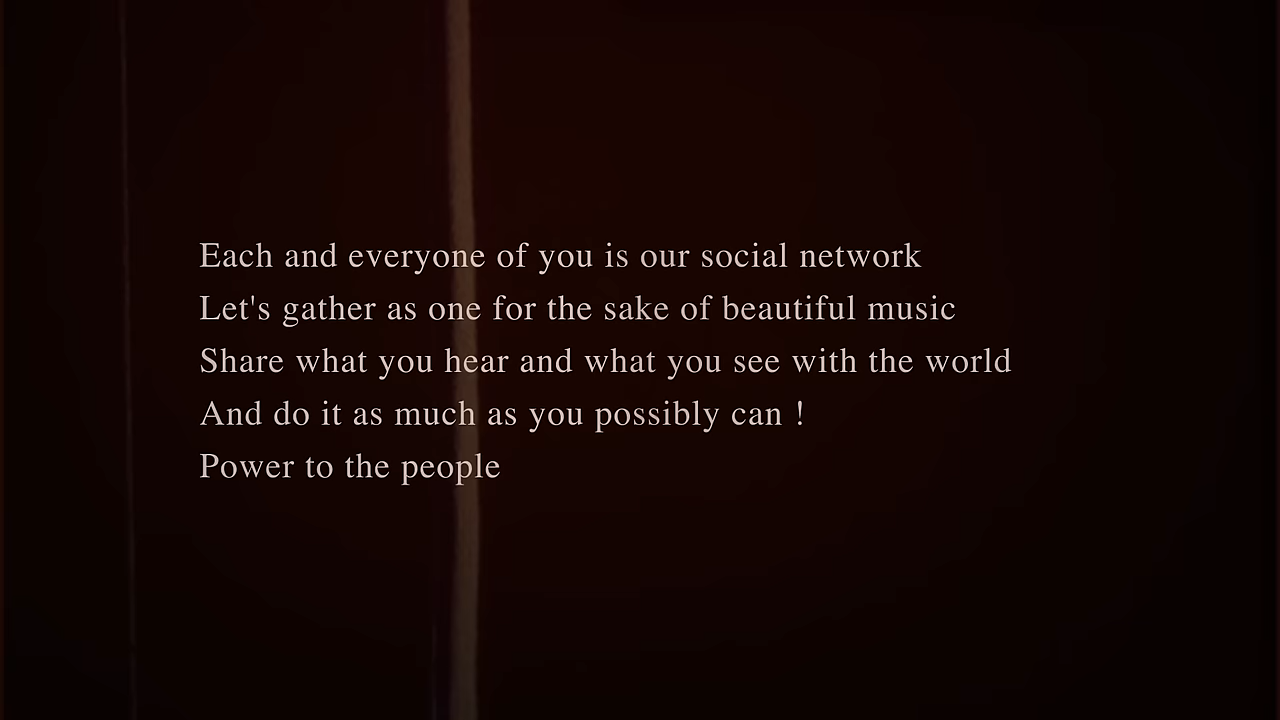 Each and everyone of you is our social network
Let's gather as one for the sake of beautiful music
Share what you hear and what you see with the world
And do it as much as you possibly can !
Power to the people